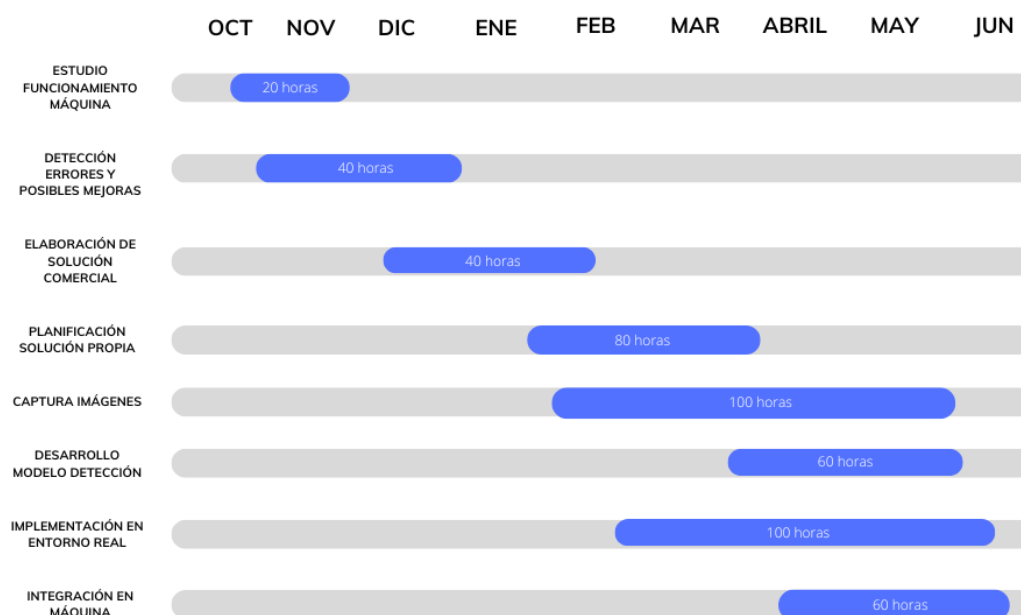 OCT NOV DIC ENE FEB MAR ABRIL MAY JUN
ESTUDIO
FUNCIONAMIENTO
MÁQUINA
20 horas
DETECCIÓN
ERRORES Y
POSIBLES MEJORAS
40 horas
ELABORACIÓN DE
SOLUCIÓN
COMERCIAL
40 horas
PLANIFICACIÓN
SOLUCIÓN PROPIA
80 horas
CAPTURA IMÁGENES
100 horas
DESARROLLO
MODELO DETECCIÓN
60 horas
IMPLEMENTACIÓN EN
ENTORNO REAL
100 horas
INTEGRACIÓN EN
MÁQUINA
60 horas